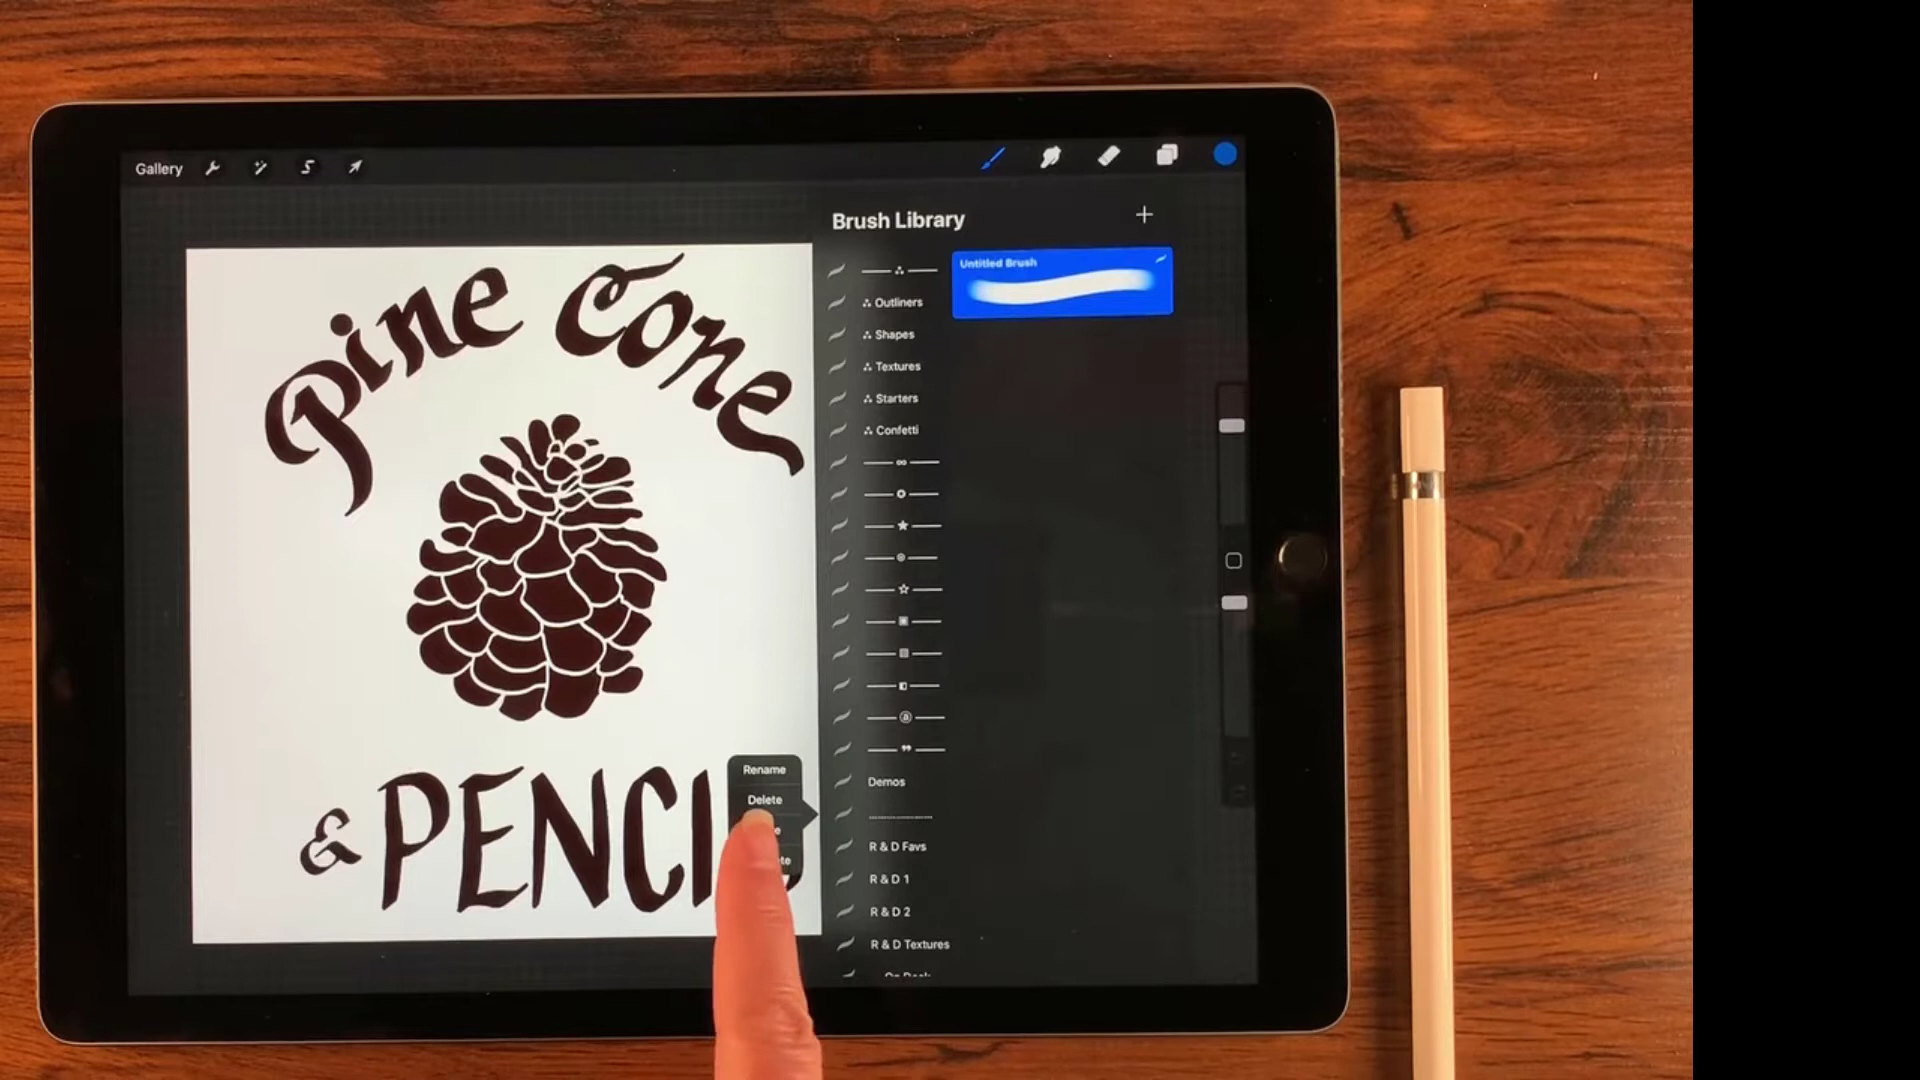 Gallery
Brush Library
Untitled Brush
Outliners
Shapes
Textures
Starters
Confetti
Pine Cone
& PENCI
Rename
Delete
Demos
R & D Favs
R & D 1
R & D 2
R & D Textures